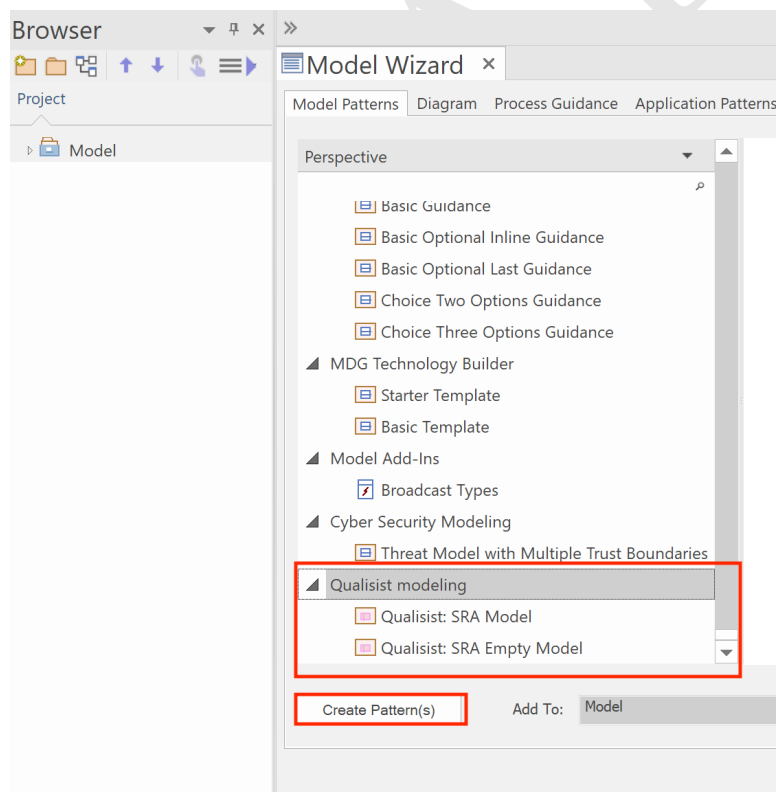 Browser
Project
Model
Model Wizard
Model Patterns Diagram Process Guidance Application Patterns
Perspective
Basic Guidance
Basic Optional Inline Guidance
Basic Optional Last Guidance
Choice Two Options Guidance
Choice Three Options Guidance
MDG Technology Builder
Starter Template
Basic Template
Model Add-Ins
Broadcast Types
Cyber Security Modeling
Threat Model with Multiple Trust Boundaries
Qualisist modeling
Qualisist: SRA Model
Qualisist: SRA Empty Model
Create Pattern(s) Add To: Model